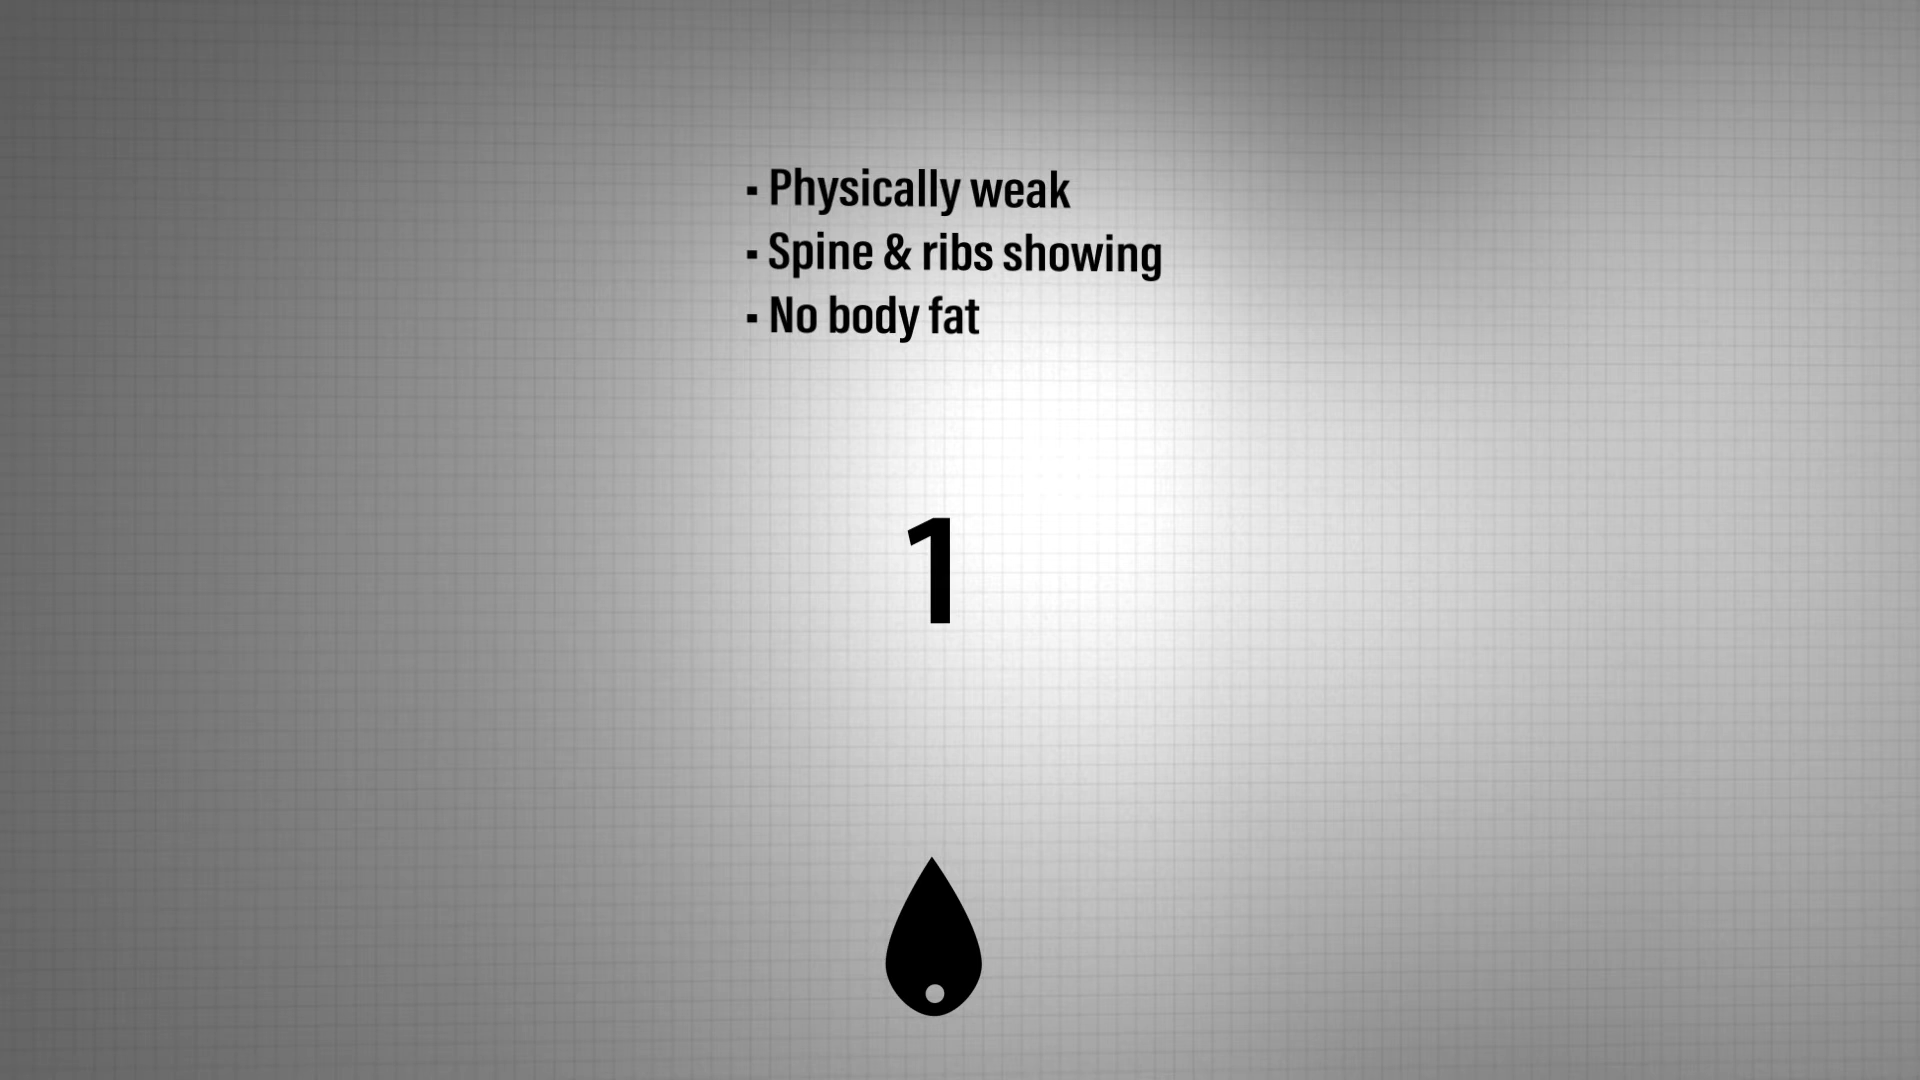 - Physically weak
- Spine & ribs showing
- No body fat
1